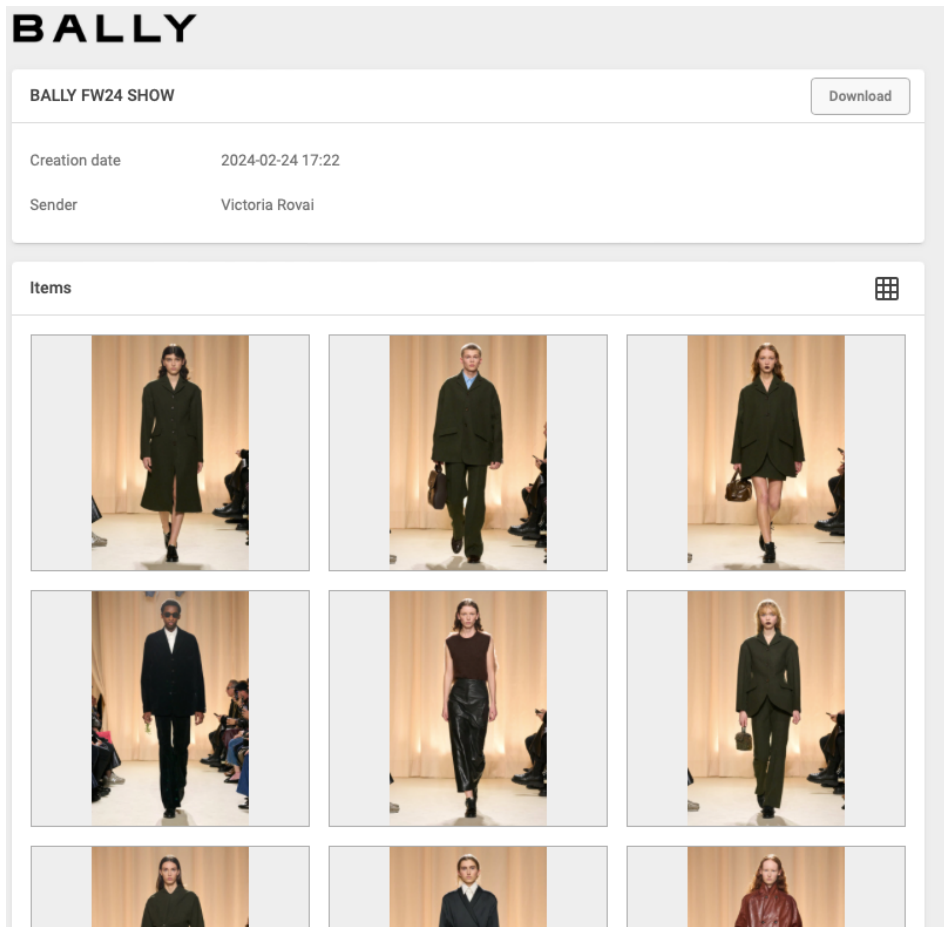 BALLY
BALLY FW24 SHOW
Download
Creation date 2024-02-24 17:22
Sender Victoria Rovai
Items